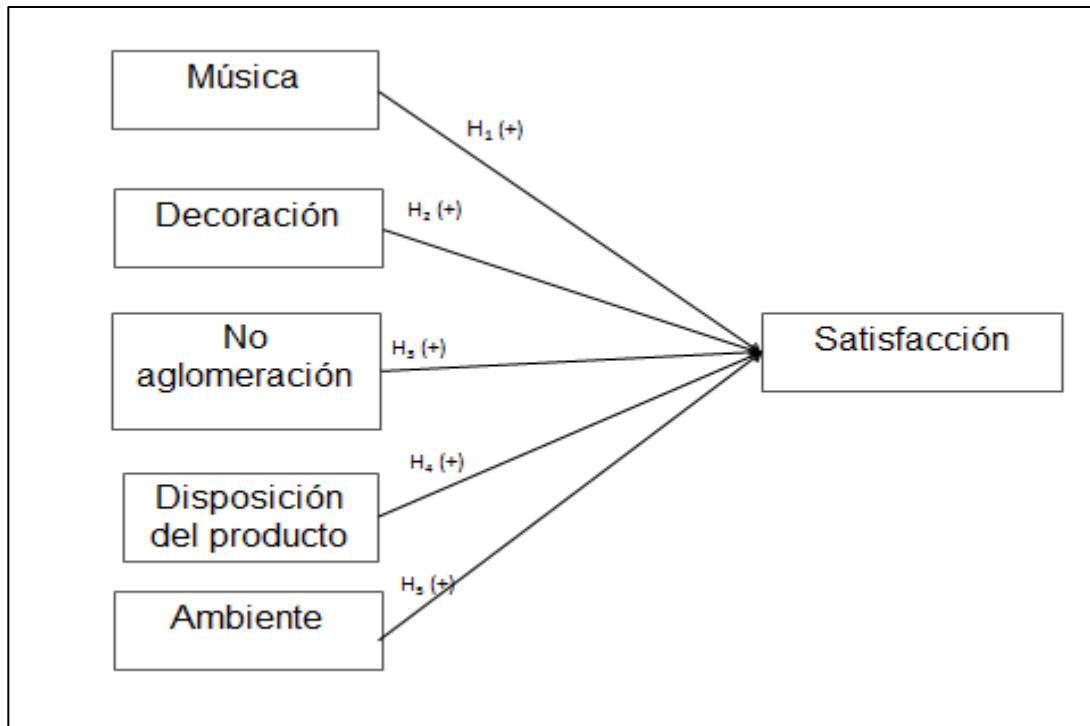 Música
H₁ (+)
Decoración
H₂ (+)
No
aglomeración
H₃ (+)
Satisfacción
Disposición
del producto
H₄ (+)
Ambiente
H₅ (+)